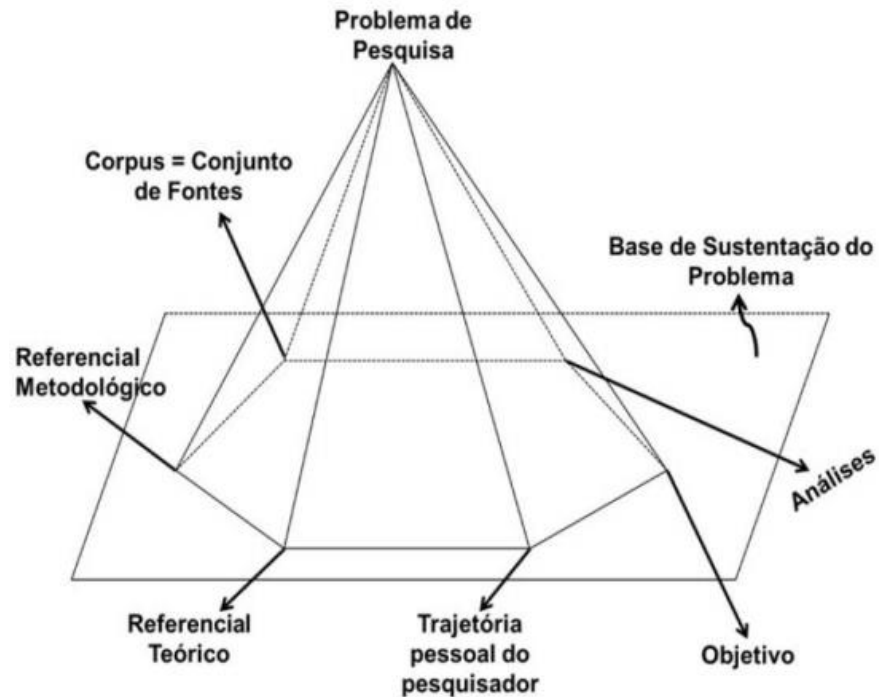 Problema de
Pesquisa
Corpus = Conjunto
de Fontes
Base de Sustentação do
Problema
Referencial
Metodológico
Análises
Referencial
Teórico
Trajetória
pessoal do
pesquisador
Objetivo